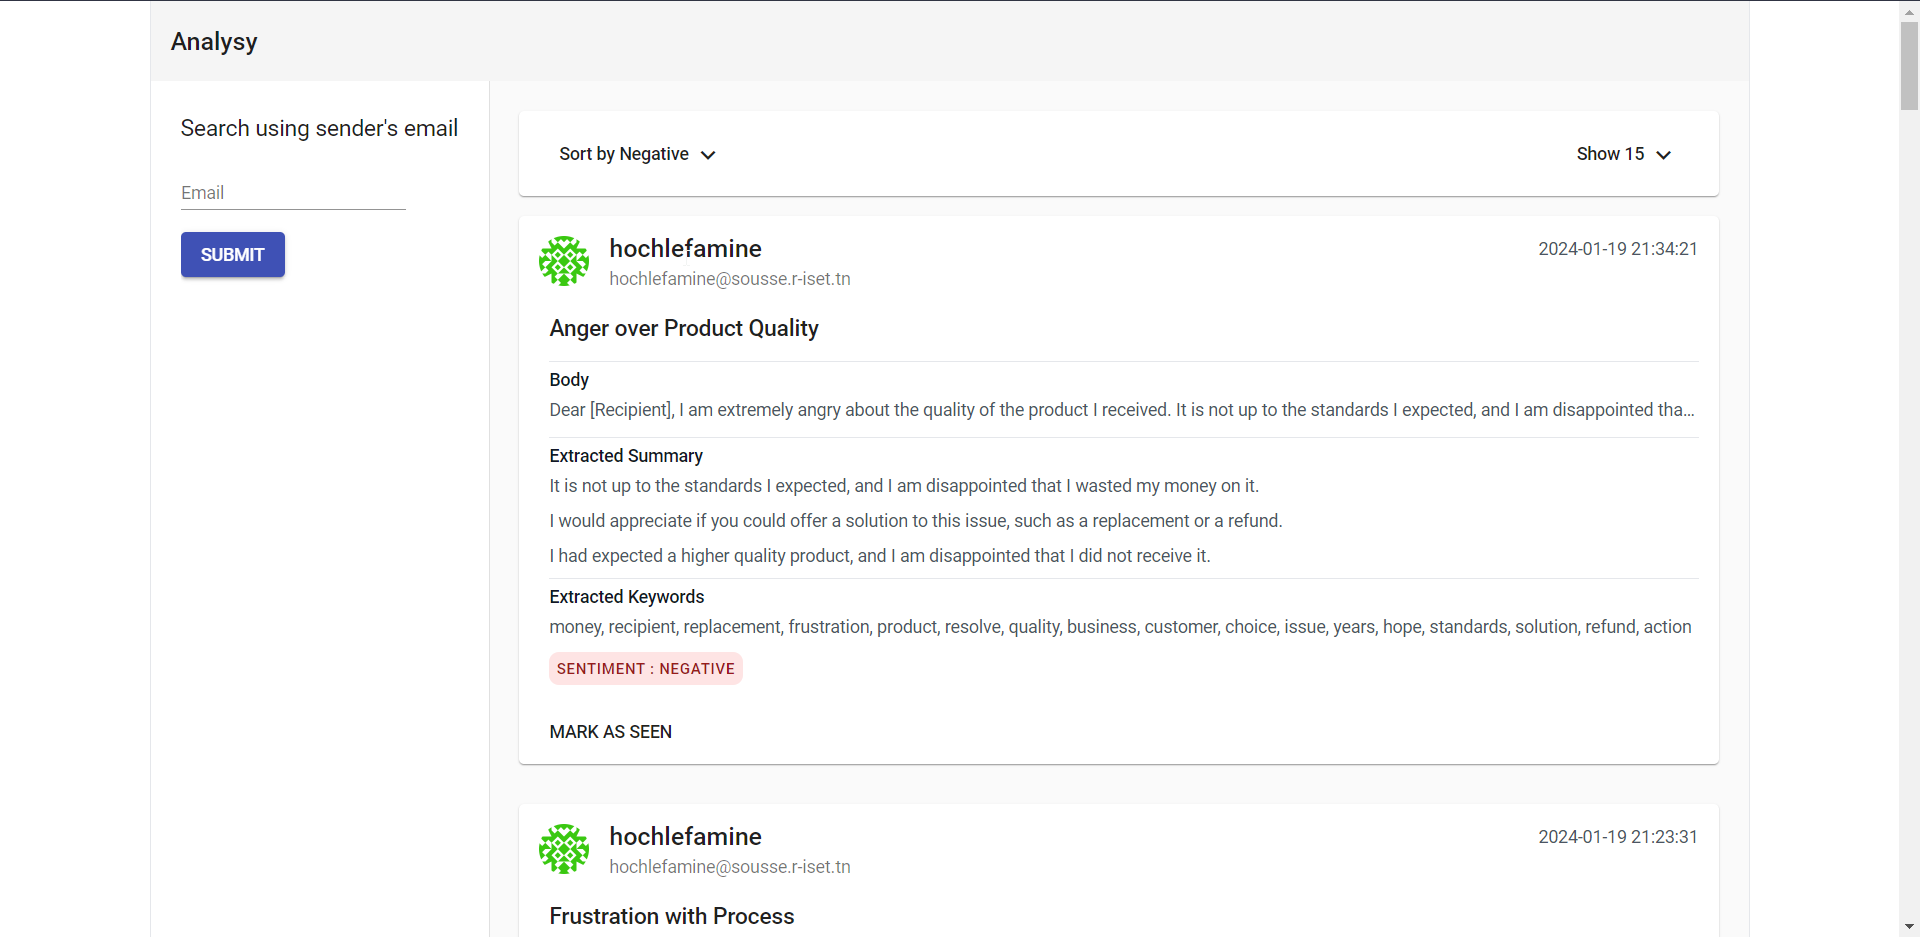 Analysy
Search using sender's email
Email
SUBMIT
Sort by Negative
Show 15
hochlefamine
2024-01-19 21:34:21
hochlefamine@sousse.r-iset.tn
Anger over Product Quality
Body
Dear [Recipient], I am extremely angry about the quality of the product I received. It is not up to the standards I expected, and I am disappointed tha...
Extracted Summary
It is not up to the standards I expected, and I am disappointed that I wasted my money on it.
I would appreciate if you could offer a solution to this issue, such as a replacement or a refund.
I had expected a higher quality product, and I am disappointed that I did not receive it.
Extracted Keywords
money, recipient, replacement, frustration, product, resolve, quality, business, customer, choice, issue, years, hope, standards, solution, refund, action
SENTIMENT : NEGATIVE
MARK AS SEEN
hochlefamine
2024-01-19 21:23:31
hochlefamine@sousse.r-iset.tn
Frustration with Process